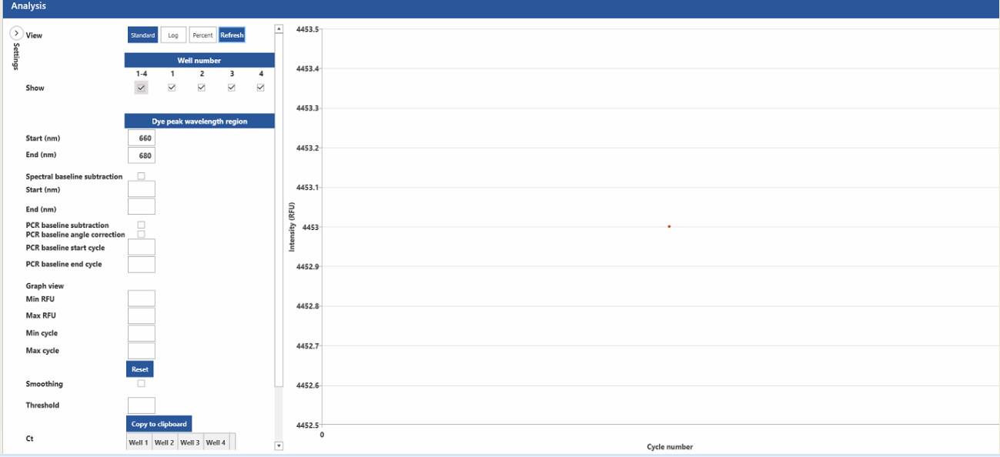 Analysis
Settings
View
Standard Log Percent Refresh
Well number
1-4 1 2 3 4
Show
Dye peak wavelength region
Start (nm) 660
End (nm) 680
Spectral baseline subtraction
Start (nm)
End (nm)
PCR baseline subtraction
PCR baseline angle correction
PCR baseline start cycle
PCR baseline end cycle
Graph view
Min RFU
Max RFU
Min cycle
Max cycle
Reset
Smoothing
Threshold
Copy to clipboard
Ct
Well 1 Well 2 Well 3 Well 4
Intensity (RFU)
4453.5
4453.4
4453.3
4453.2
4453.1
4453
4452.9
4452.8
4452.7
4452.6
4452.5
0
Cycle number